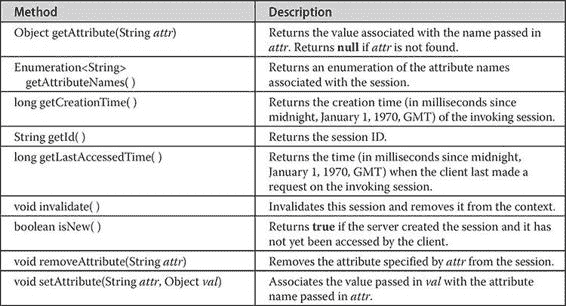 Method Description
Object getAttribute(String attr) Returns the value associated with the name passed in
attr. Returns null if attr is not found.
Enumeration<String> Returns an enumeration of the attribute names
getAttributeNames( ) associated with the session.
long getCreationTime( ) Returns the creation time (in milliseconds since
midnight, January 1, 1970, GMT) of the invoking session.
String getId( ) Returns the session ID.
long getLastAccessedTime( ) Returns the time (in milliseconds since midnight,
January 1, 1970, GMT) when the client last made a
request on the invoking session.
void invalidate( ) Invalidates this session and removes it from the context.
boolean isNew( ) Returns true if the server created the session and it has
not yet been accessed by the client.
void removeAttribute(String attr) Removes the attribute specified by attr from the session.
void setAttribute(String attr, Object val) Associates the value passed in val with the attribute
name passed in attr.